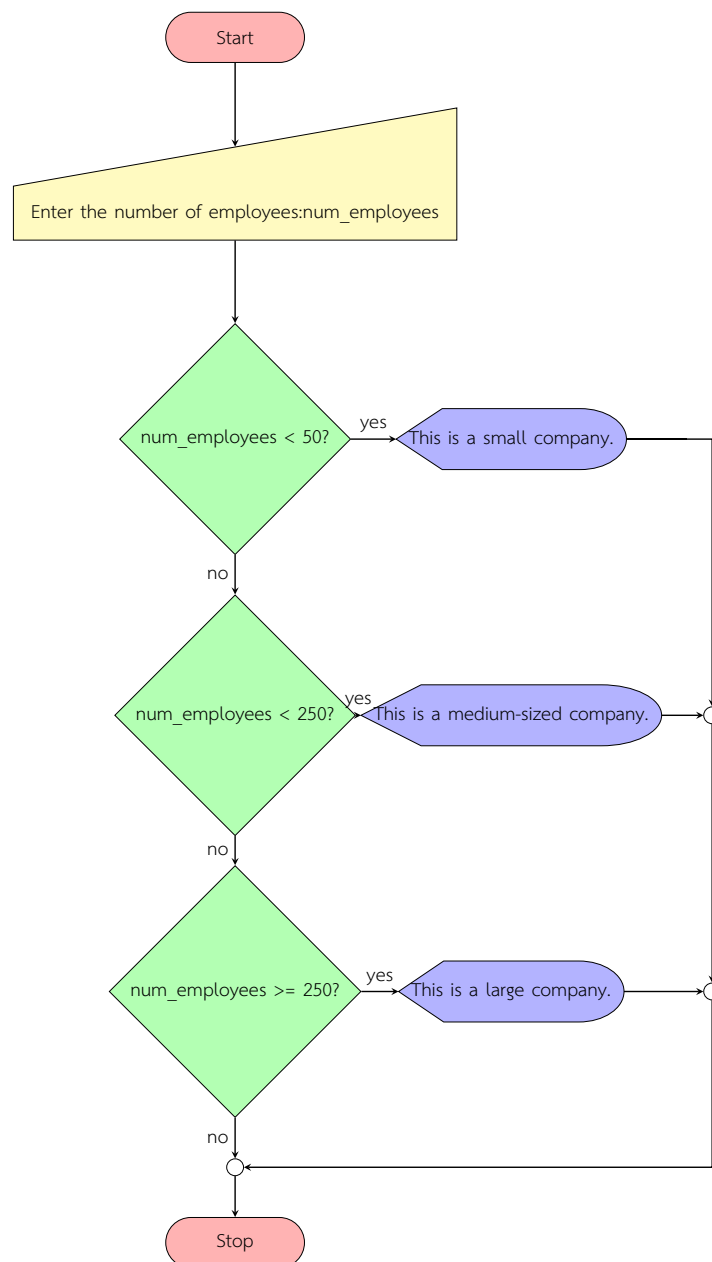 Start
Enter the number of employees:num_employees
num_employees < 50?
yes
This is a small company.
no
num_employees < 250?
yes
This is a medium-sized company.
no
num_employees >= 250?
yes
This is a large company.
no
Stop